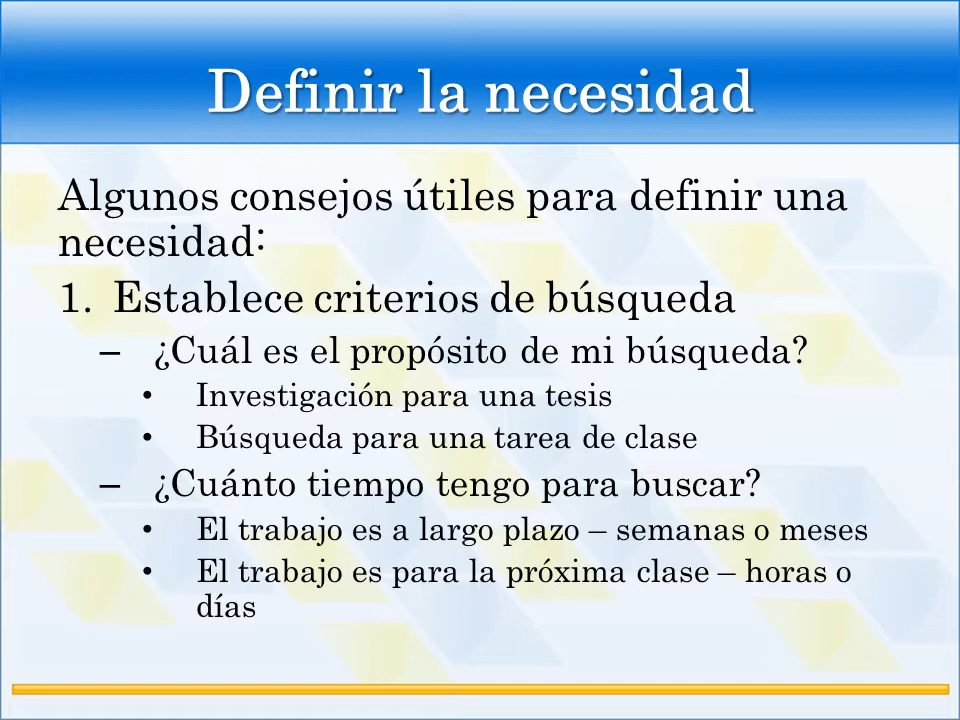 Definir la necesidad
Algunos consejos útiles para definir una
necesidad:
1. Establece criterios de búsqueda
– ¿Cuál es el propósito de mi búsqueda?
• Investigación para una tesis
• Búsqueda para una tarea de clase
– ¿Cuánto tiempo tengo para buscar?
• El trabajo es a largo plazo – semanas o meses
• El trabajo es para la próxima clase – horas o
días